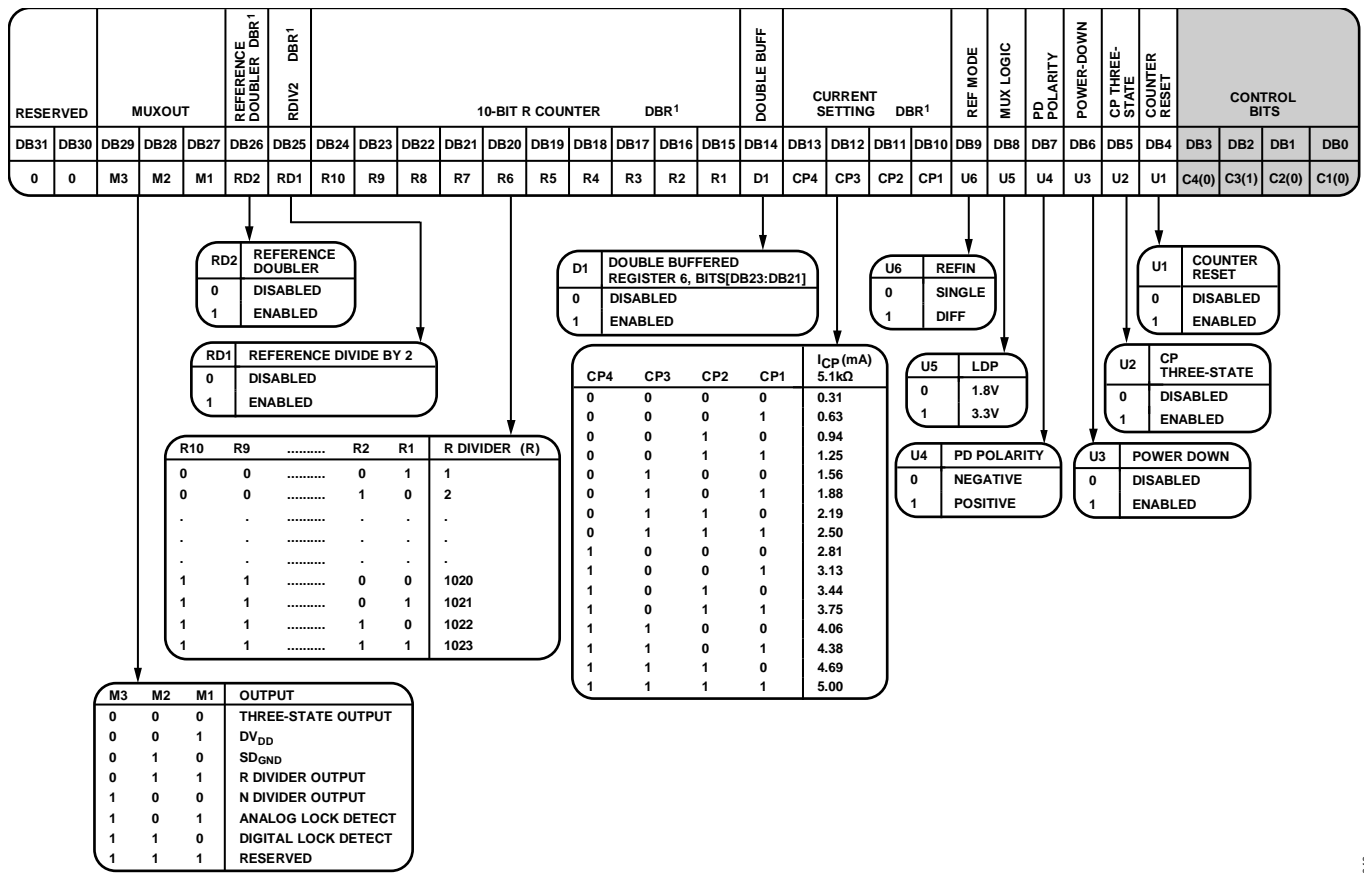 RESERVED MUXOUT REFERENCE DOUBLER DBR1 RDIV2 DBR1 10-BIT R COUNTER DBR1 DOUBLE BUFF CURRENT SETTING DBR1 REF MODE MUX LOGIC PD POLARITY POWER-DOWN CP THREE-STATE COUNTER RESET CONTROL BITS
DB31 DB30 DB29 DB28 DB27 DB26 DB25 DB24 DB23 DB22 DB21 DB20 DB19 DB18 DB17 DB16 DB15 DB14 DB13 DB12 DB11 DB10 DB9 DB8 DB7 DB6 DB5 DB4 DB3 DB2 DB1 DB0
0 0 M3 M2 M1 RD2 RD1 R10 R9 R8 R7 R6 R5 R4 R3 R2 R1 D1 CP4 CP3 CP2 CP1 U6 U5 U4 U3 U2 U1 C4(0) C3(1) C2(0) C1(0)
RD2 REFERENCE DOUBLER
0 DISABLED
1 ENABLED
RD1 REFERENCE DIVIDE BY 2
0 DISABLED
1 ENABLED
R10 R9 .......... R2 R1 R DIVIDER (R)
0 0 .......... 0 1 1
0 0 .......... 1 0 2
. . .......... . . .
. . .......... . . .
. . .......... . . .
1 1 .......... 0 0 1020
1 1 .......... 0 1 1021
1 1 .......... 1 0 1022
1 1 .......... 1 1 1023
M3 M2 M1 OUTPUT
0 0 0 THREE-STATE OUTPUT
0 0 1 DVDD
0 1 0 SDGND
0 1 1 R DIVIDER OUTPUT
1 0 0 N DIVIDER OUTPUT
1 0 1 ANALOG LOCK DETECT
1 1 0 DIGITAL LOCK DETECT
1 1 1 RESERVED
D1 DOUBLE BUFFERED
REGISTER 6, BITS[DB23:DB21]
0 DISABLED
1 ENABLED
CP4 CP3 CP2 CP1 ICP (mA) 5.1kΩ
0 0 0 0 0.31
0 0 0 1 0.63
0 0 1 0 0.94
0 0 1 1 1.25
0 1 0 0 1.56
0 1 0 1 1.88
0 1 1 0 2.19
0 1 1 1 2.50
1 0 0 0 2.81
1 0 0 1 3.13
1 0 1 0 3.44
1 0 1 1 3.75
1 1 0 0 4.06
1 1 0 1 4.38
1 1 1 0 4.69
1 1 1 1 5.00
U6 REFIN
0 SINGLE
1 DIFF
U5 LDP
0 1.8V
1 3.3V
U4 PD POLARITY
0 NEGATIVE
1 POSITIVE
U1 COUNTER RESET
0 DISABLED
1 ENABLED
U2 CP THREE-STATE
0 DISABLED
1 ENABLED
U3 POWER DOWN
0 DISABLED
1 ENABLED